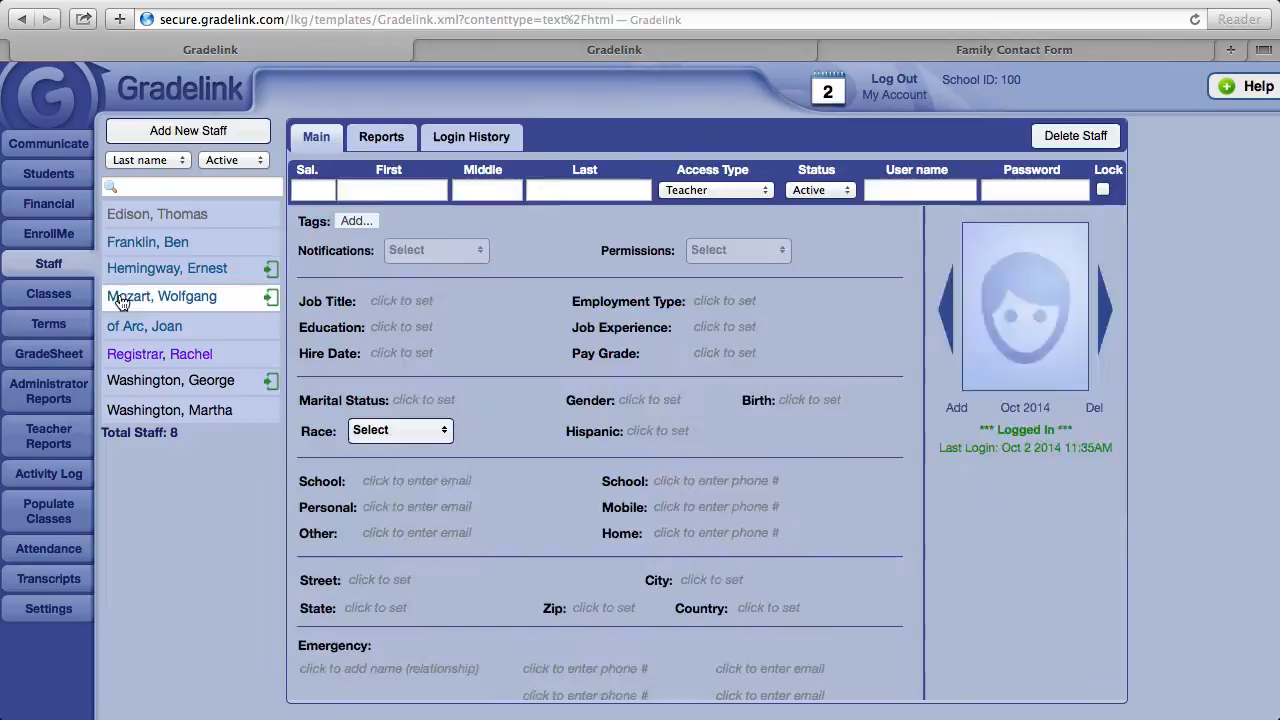 secure.gradelink.com/lkg/templates/Gradelink.xml?contenttype=text%2Fhtml — Gradelink
Reader
Gradelink
Gradelink
Family Contact Form
G Gradelink
2
Log Out
My Account
School ID: 100
Help
Communicate
Students
Financial
EnrollMe
Staff
Classes
Terms
GradeSheet
Administrator
Reports
Teacher
Reports
Activity Log
Populate
Classes
Attendance
Transcripts
Settings
Add New Staff
Last name
Active
Edison, Thomas
Franklin, Ben
Hemingway, Ernest
Mozart, Wolfgang
of Arc, Joan
Registrar, Rachel
Washington, George
Washington, Martha
Total Staff: 8
Main
Reports
Login History
Delete Staff
Sal. First Middle Last Access Type Status User name Password Lock
Teacher Active
Tags: Add...
Notifications: Select Permissions: Select
Job Title: click to set Employment Type: click to set
Education: click to set Job Experience: click to set
Hire Date: click to set Pay Grade: click to set
Marital Status: click to set Gender: click to set Birth: click to set
Race: Select Hispanic: click to set
School: click to enter email School: click to enter phone #
Personal: click to enter email Mobile: click to enter phone #
Other: click to enter email Home: click to enter phone #
Street: click to set City: click to set
State: click to set Zip: click to set Country: click to set
Emergency:
click to add name (relationship) click to enter phone # click to enter email
click to enter phone # click to enter email
Add Oct 2014 Del
*** Logged In ***
Last Login: Oct 2 2014 11:35AM